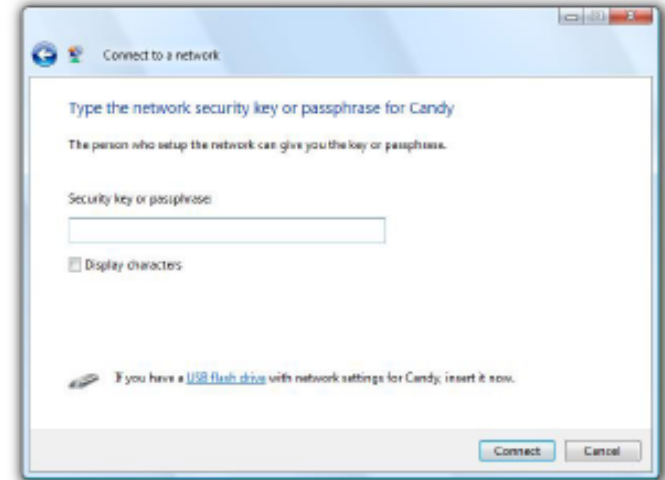 Connect to a network
Type the network security key or passphrase for Candy
The person who setup the network can give you the key or passphrase.
Security key or passphrase:
Display characters
If you have a USB flash drive with network settings for Candy, insert it now.
Connect Cancel